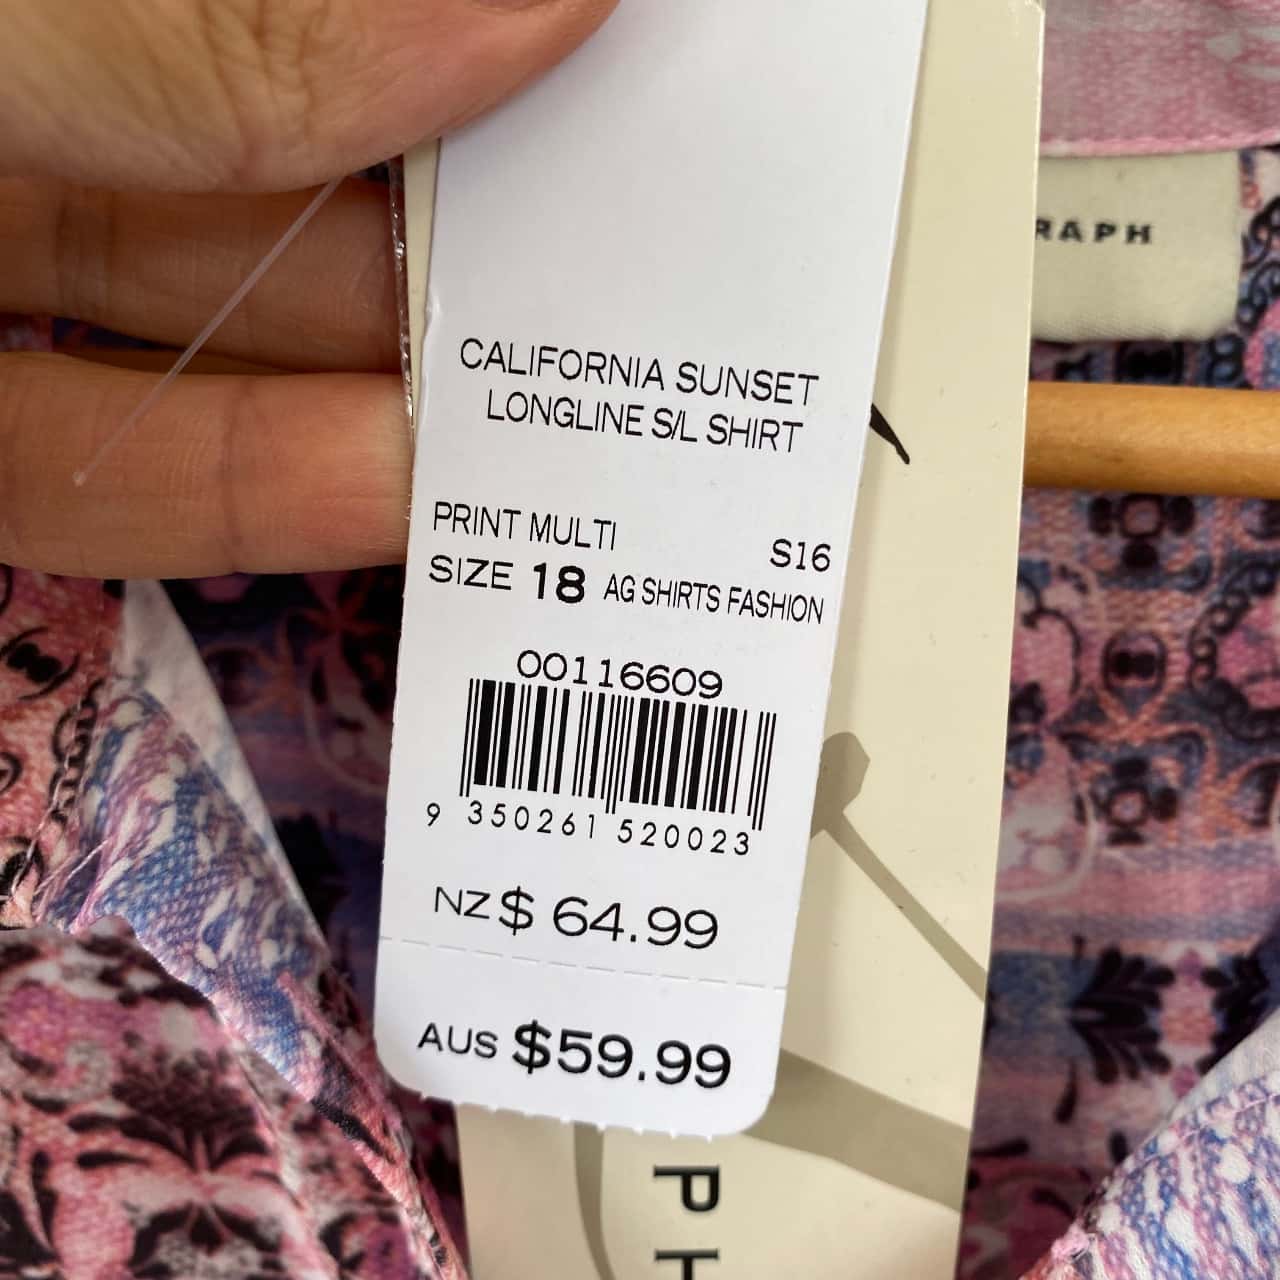 RAPH
CALIFORNIA SUNSET
LONGLINE S/L SHIRT
PRINT MULTI S16
SIZE 18 AG SHIRTS FASHION
00116609
9 350261 520023
NZ $ 64.99
AUS $59.99
PH